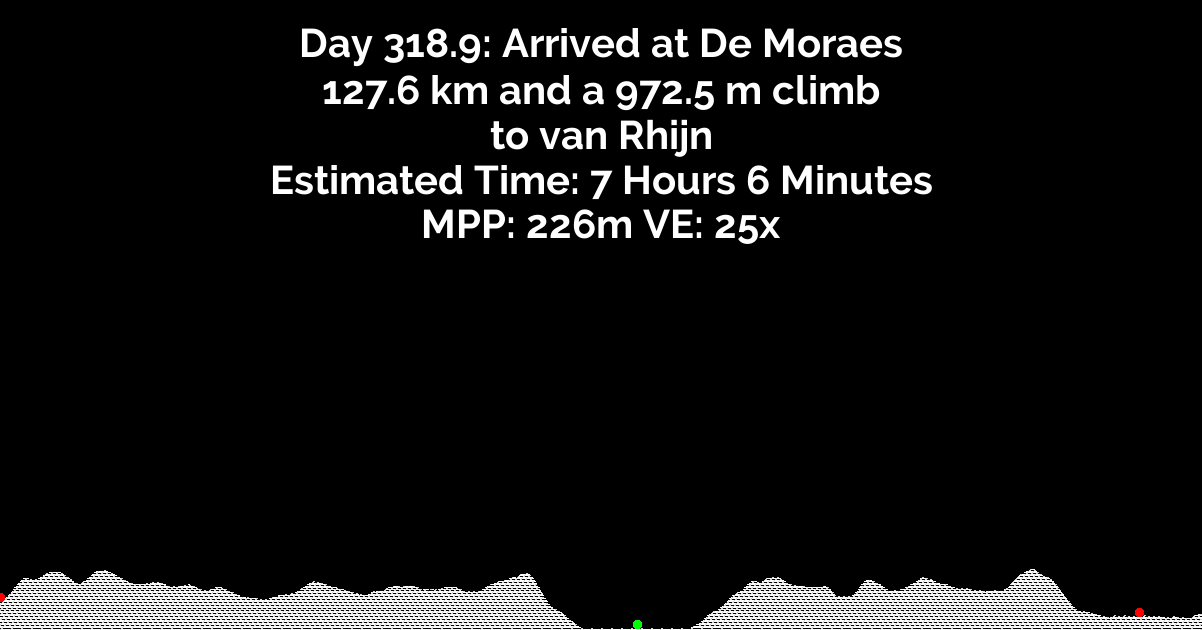 Day 318.9: Arrived at De Moraes
127.6 km and a 972.5 m climb
to van Rhijn
Estimated Time: 7 Hours 6 Minutes
MPP: 226m VE: 25x